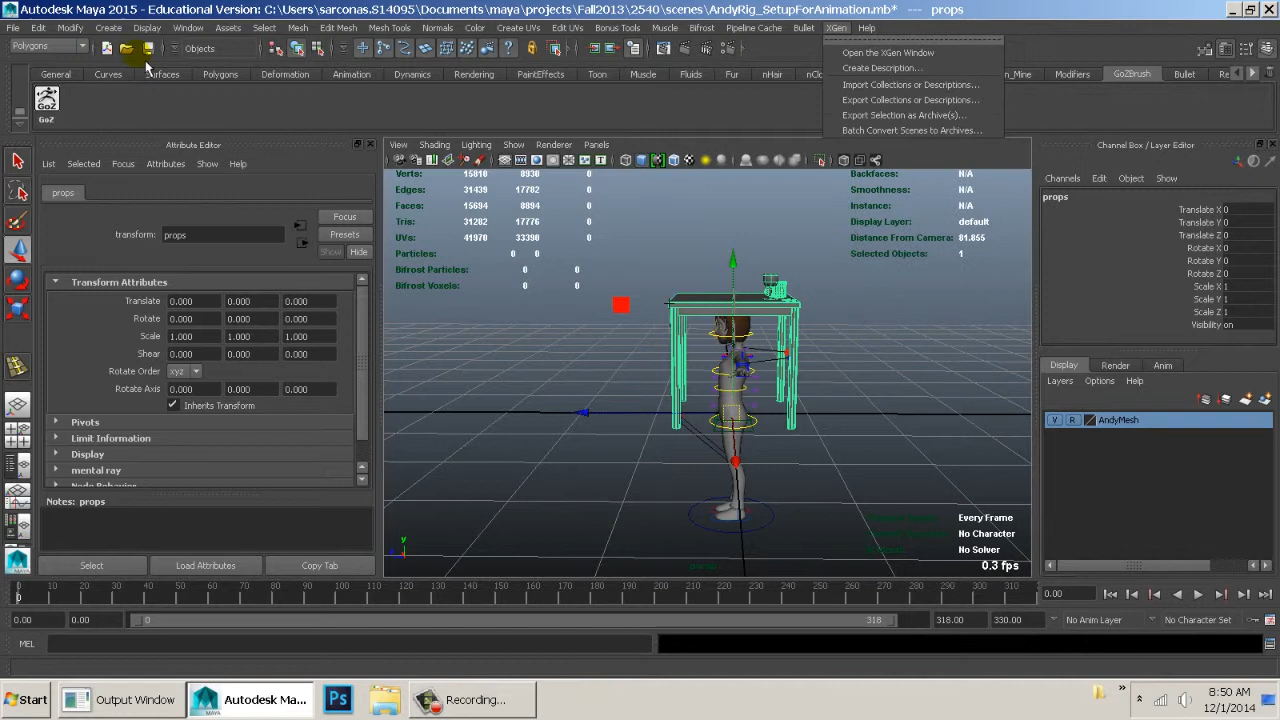 Autodesk Maya 2015 - Educational Version: C:\Users\sarconas.S14095\Documents\maya\projects\Fall2013\2540\scenes\AndyRig_SetupForAnimation.mb* --- props
File Edit Modify Create Display Window Assets Select Mesh Edit Mesh Mesh Tools Normals Color Create UVs Edit UVs Bonus Tools Muscle Bifrost Pipeline Cache Bullet XGen Help
Polygons Objects
Open the XGen Window
Create Description...
Import Collections or Descriptions...
Export Collections or Descriptions...
Export Selection as Archive(s)...
Batch Convert Scenes to Archives...
General Curves Surfaces Polygons Deformation Animation Dynamics Rendering PaintEffects Toon Muscle Fluids Fur nHair Modifiers GoZBrush Bullet
GoZ
GoZ
Attribute Editor
List Selected Focus Attributes Show Help
props
Focus
transform: props
Presets
Show Hide
Transform Attributes
Translate 0.000 0.000 0.000
Rotate 0.000 0.000 0.000
Scale 1.000 1.000 1.000
Shear 0.000 0.000 0.000
Rotate Order xyz
Rotate Axis 0.000 0.000 0.000
Inherits Transform
Pivots
Limit Information
Display
mental ray
Node Behavior
Notes: props
Select Load Attributes Copy Tab
View Shading Lighting Show Renderer Panels
Verts: 15810 8930 0
Edges: 31439 17782 0
Faces: 15694 8894 0
Tris: 31282 17776 0
UVs: 41970 33390 0
Particles: 0 0
Bifrost Particles: 0 0
Bifrost Voxels: 0 0
Backfaces: N/A
Smoothness: N/A
Instance: N/A
Display Layer: default
Distance From Camera: 81.855
Selected Objects: 1
Every Frame
No Character
No Solver
0.3 fps
persp
y
Channel Box / Layer Editor
Channels Edit Object Show
props
Translate X 0
Translate Y 0
Translate Z 0
Rotate X 0
Rotate Y 0
Rotate Z 0
Scale X 1
Scale Y 1
Scale Z 1
Visibility on
Display Render Anim
Layers Options Help
V R AndyMesh
0 10 20 30 40 50 60 70 80 90 100 110 120 130 140 150 160 170 180 190 200 210 220 230 240 250 260 270 280 290 300 310
0.00
0.00 0.00 0 318 318.00 330.00 No Anim Layer No Character Set
MEL
Start Output Window Autodesk Ma... Ps Recording... 8:50 AM
12/1/2014